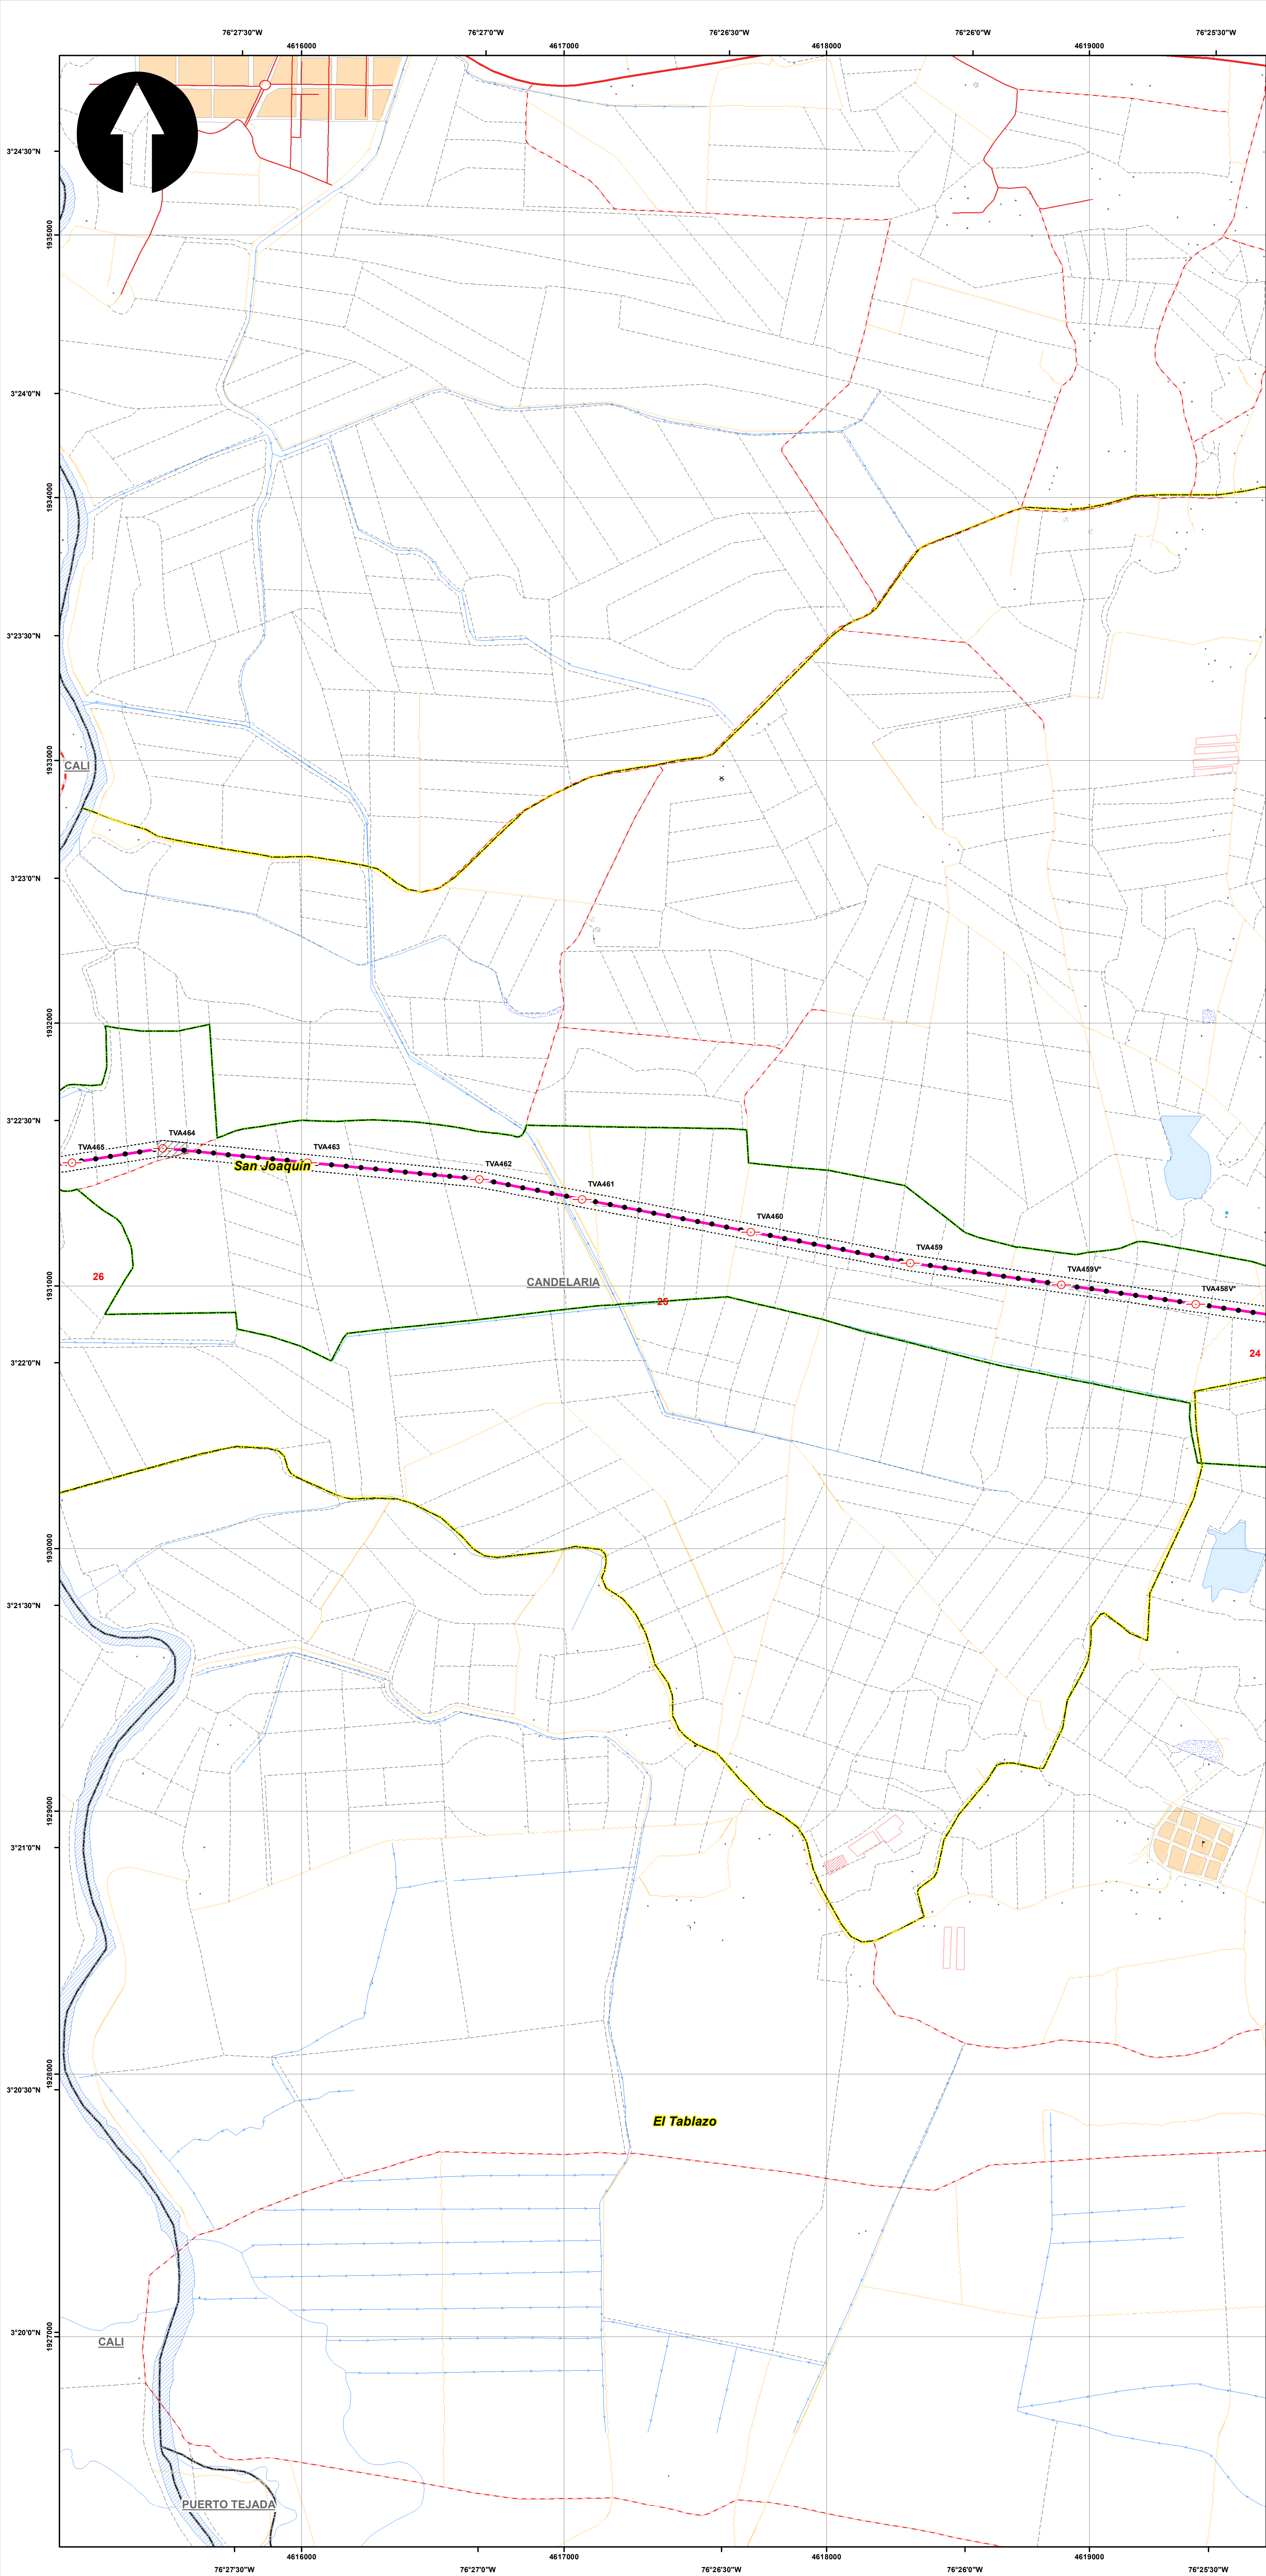 76°27'30"W
4616000
76°27'0"W
4617000
76°26'30"W
4618000
76°26'0"W
4619000
76°25'30"W
3°24'30"N
1935000
3°24'0"N
1934000
3°23'30"N
1933000
CALI
3°23'0"N
1932000
3°22'30"N
TVA465
TVA464
TVA463
San Joaquín
TVA462
TVA461
TVA460
TVA459
TVA459V*
TVA458V*
26
CANDELARIA
1931000
25
3°22'0"N
24
1930000
3°21'30"N
1929000
3°21'0"N
1928000
3°20'30"N
El Tablazo
3°20'0"N
1927000
CALI
PUERTO TEJADA
76°27'30"W
4616000
76°27'0"W
4617000
76°26'30"W
4618000
76°26'0"W
4619000
76°25'30"W